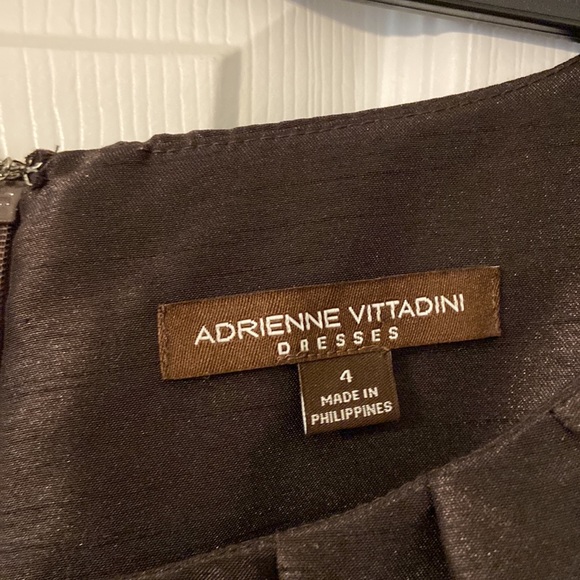 ADRIENNE VITTADINI
DRESSES
4
MADE IN
PHILIPPINES